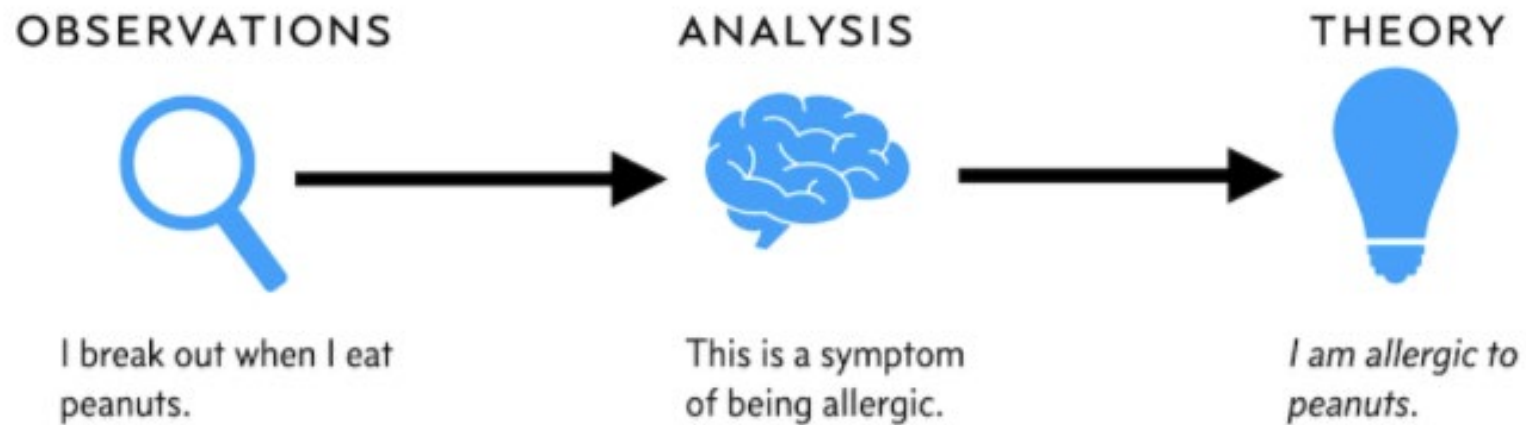 OBSERVATIONS
ANALYSIS
THEORY
I break out when I eat
peanuts.
This is a symptom
of being allergic.
I am allergic to
peanuts.